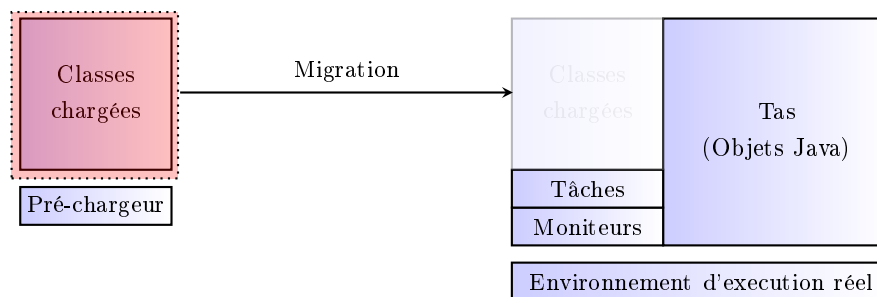 Classes
chargées
Pré-chargeur
Migration
Classes
chargées
Tâches
Moniteurs
Tas
(Objets Java)
Environnement d'execution réel